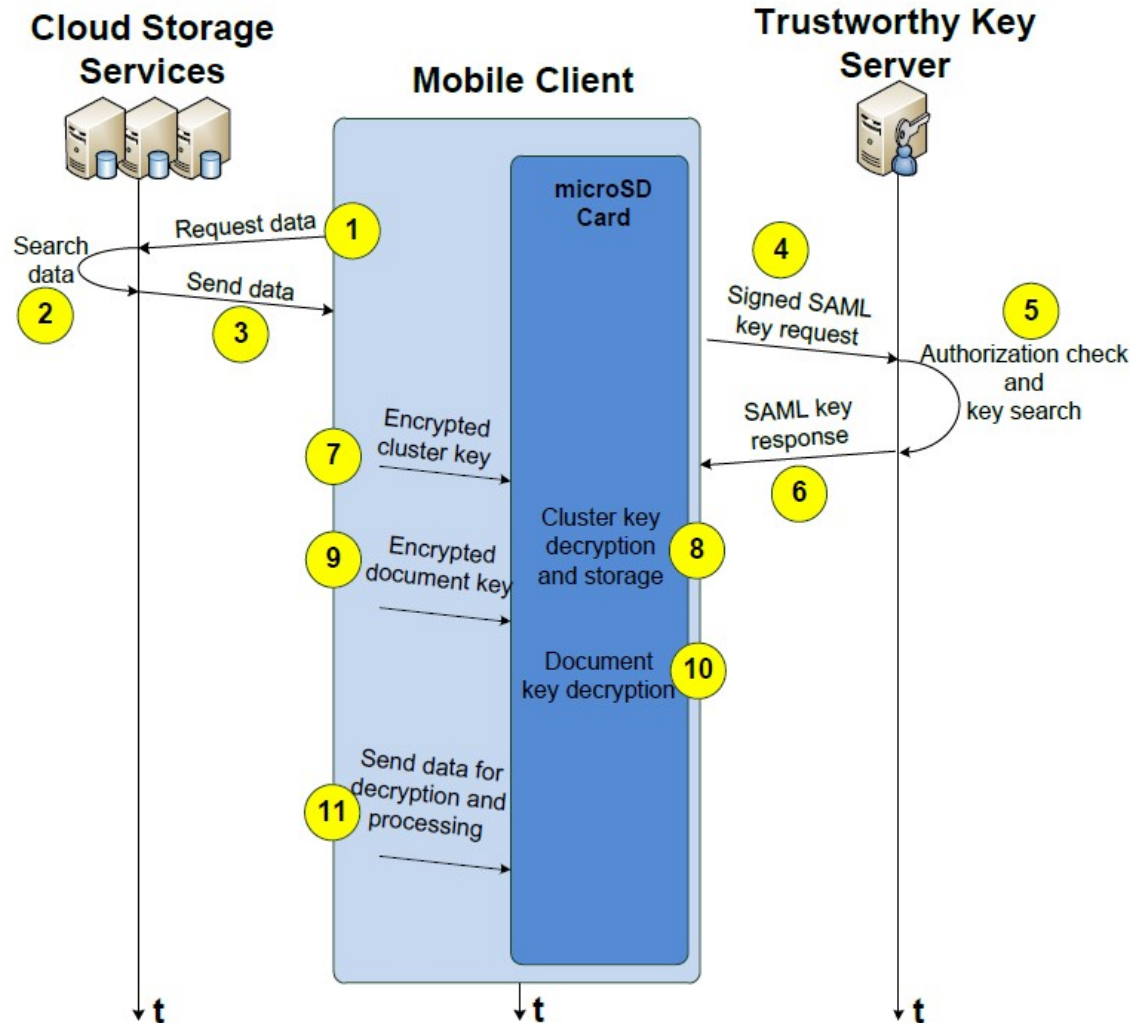 Cloud Storage
Services
Mobile Client
Trustworthy Key
Server
microSD
Card
1
Request data
Search
data
2
Send data
3
4
Signed SAML
key request
5
Authorization check
and
key search
SAML key
response
6
7
Encrypted
cluster key
Cluster key
decryption
and storage
8
9
Encrypted
document key
Document
key decryption
10
Send data for
decryption and
processing
11
t
t
t